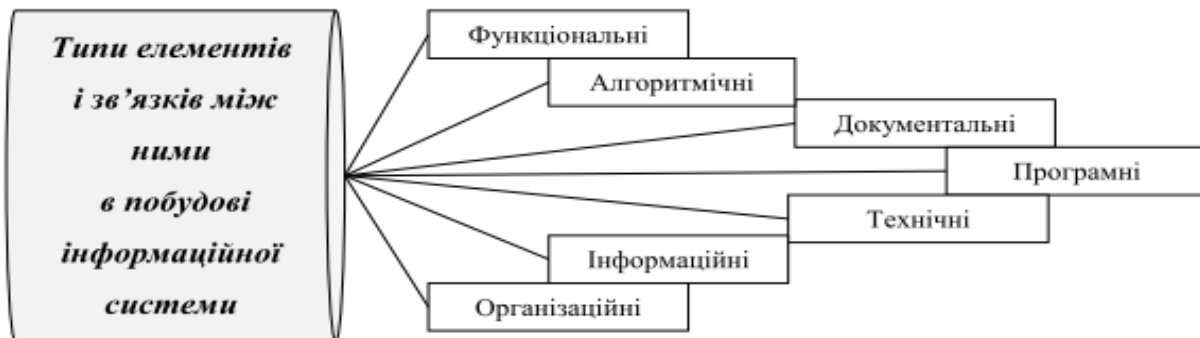 Типи елементів
і зв’язків між
ними
в побудові
інформаційної
системи
Функціональні
Алгоритмічні
Документальні
Програмні
Технічні
Інформаційні
Організаційні